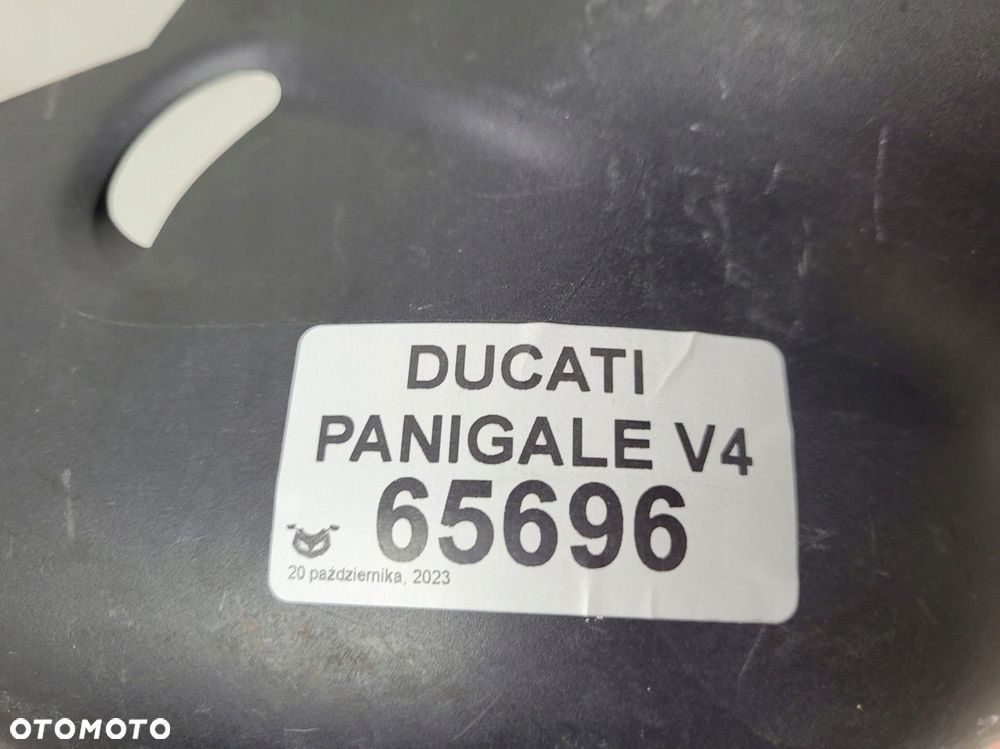 DUCATI
PANIGALE V4
65696
20 października, 2023
OTOMOTO